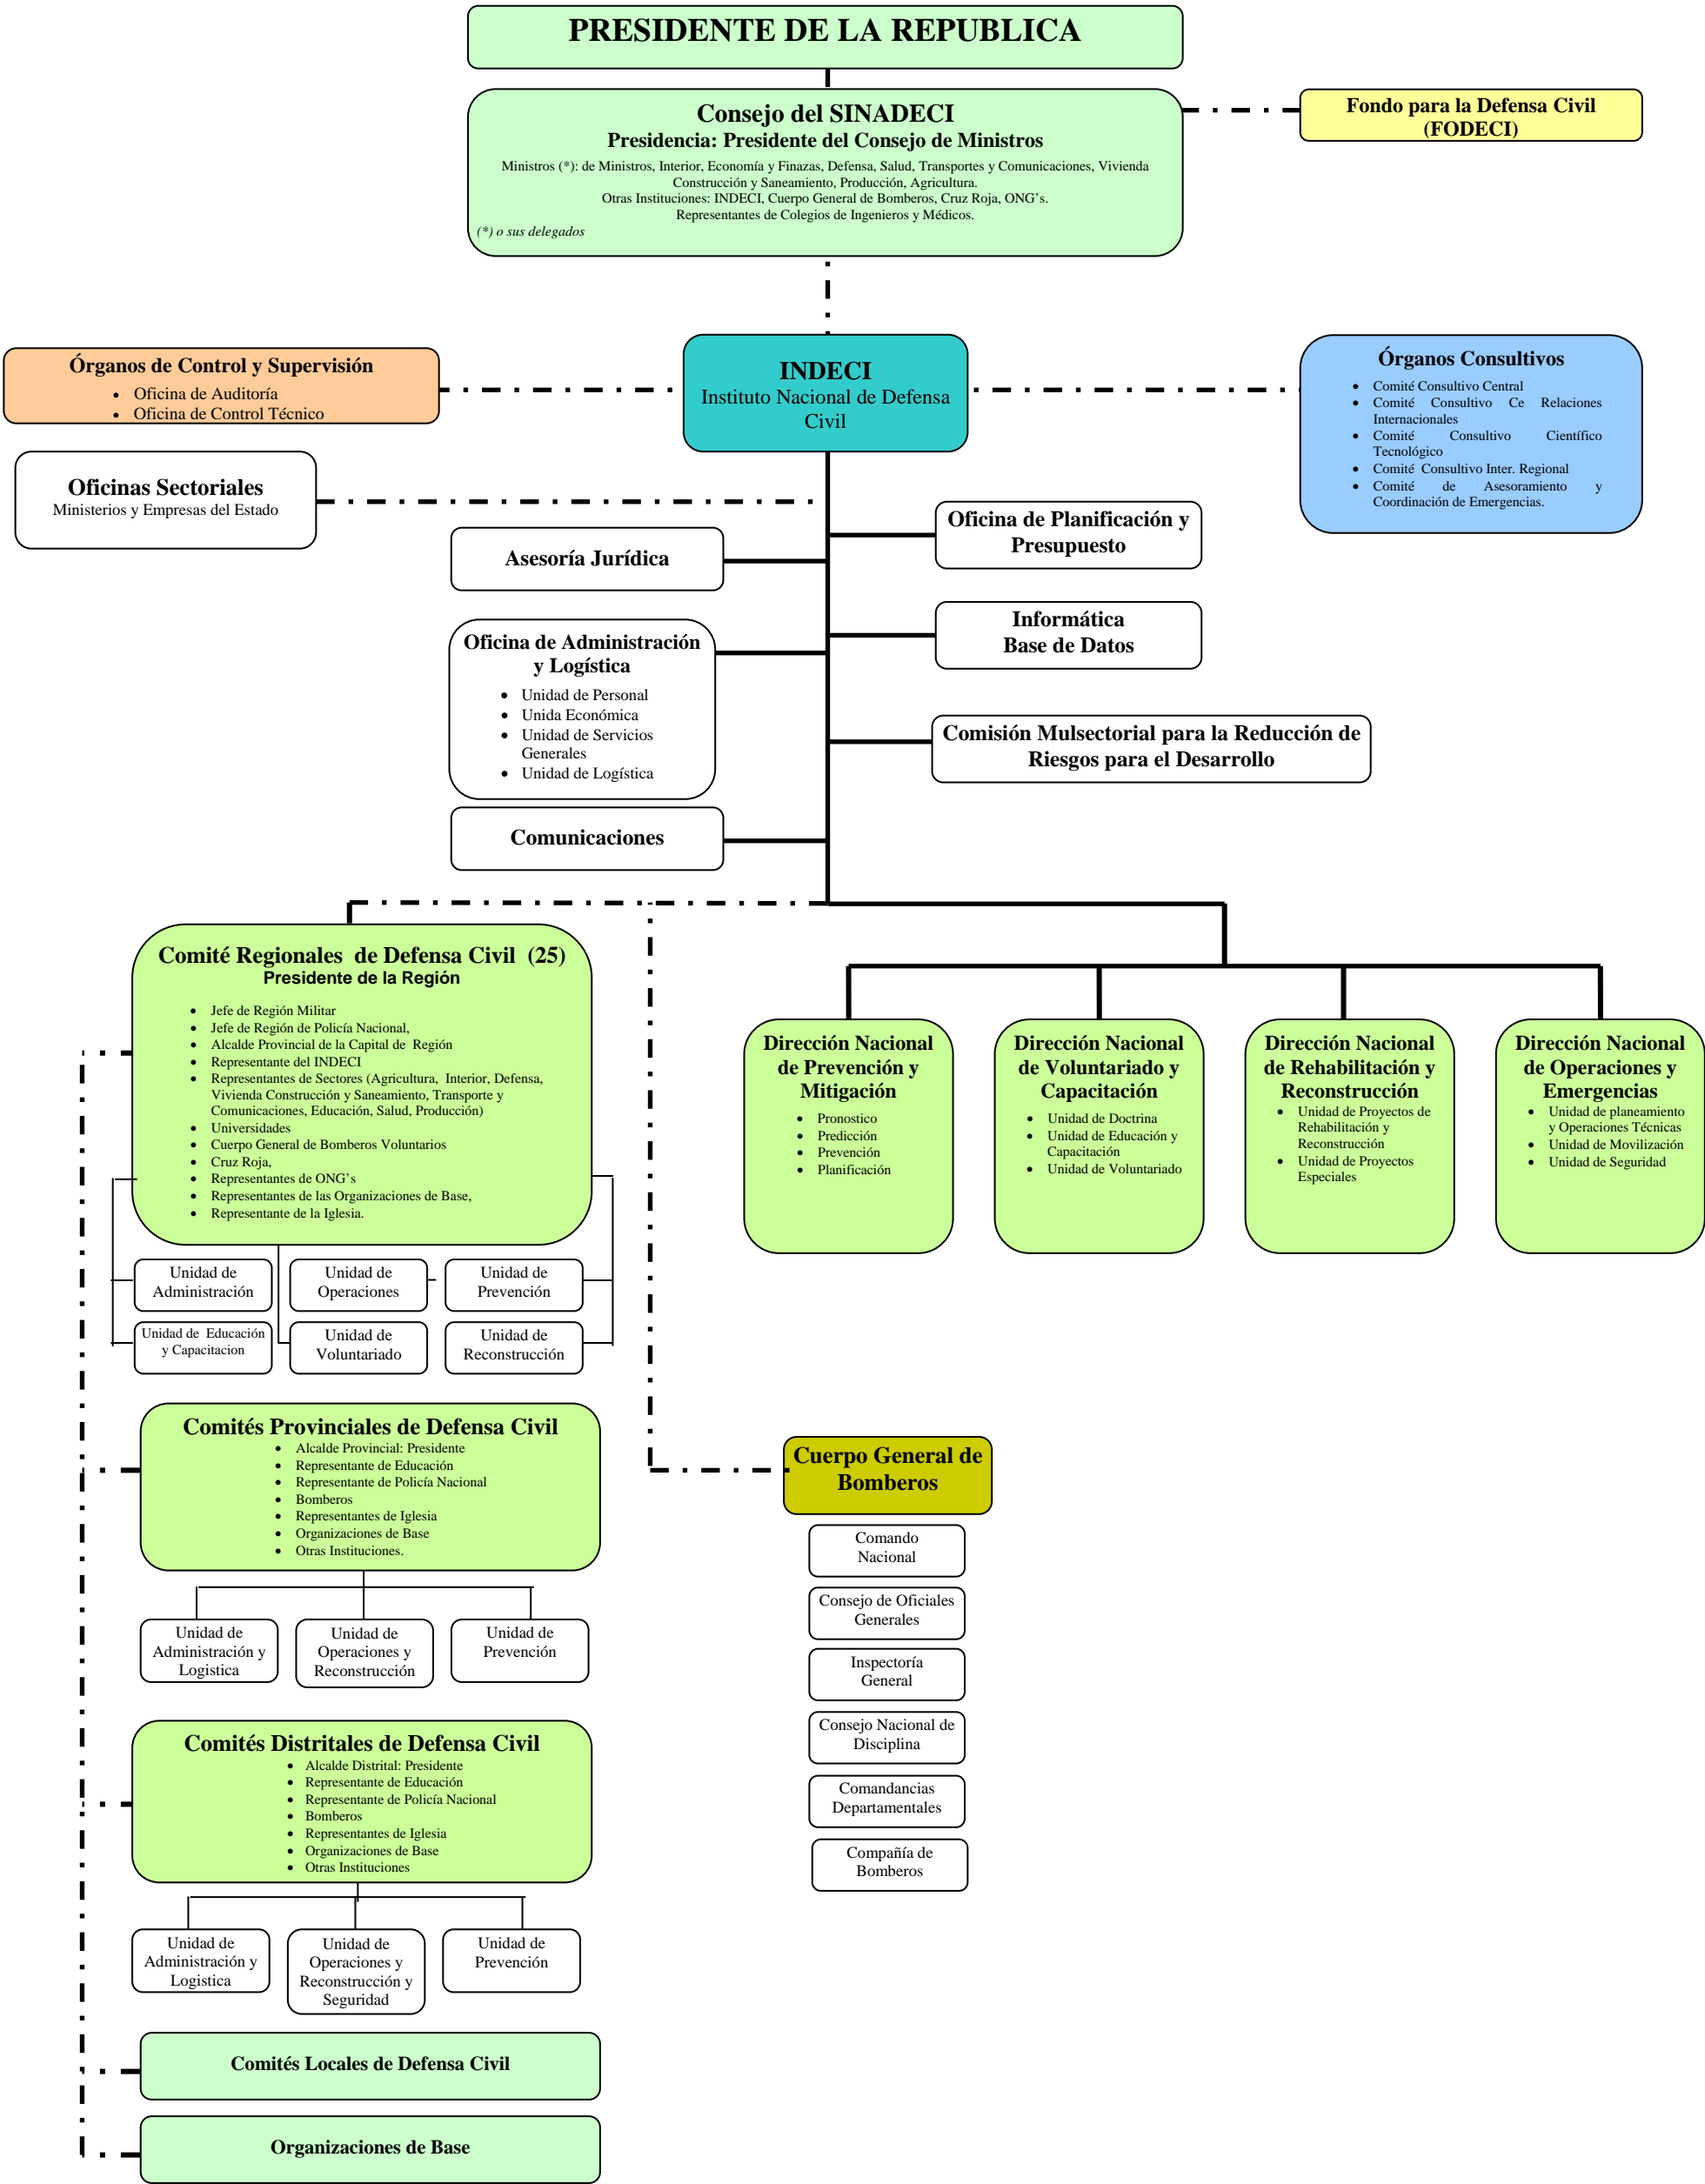 PRESIDENTE DE LA REPUBLICA
Consejo del SINADECI
Presidencia: Presidente del Consejo de Ministros
Ministros (*): de Ministros, Interior, Economía y Finazas, Defensa, Salud, Transportes y Comunicaciones, Vivienda
Construcción y Saneamiento, Producción, Agricultura.
Otras Instituciones: INDECI, Cuerpo General de Bomberos, Cruz Roja, ONG’s.
Representantes de Colegios de Ingenieros y Médicos.
(*) o sus delegados
Fondo para la Defensa Civil
(FODECI)
Órganos de Control y Supervisión
• Oficina de Auditoría
• Oficina de Control Técnico
INDECI
Instituto Nacional de Defensa
Civil
Órganos Consultivos
• Comité Consultivo Central
• Comité Consultivo Ce Relaciones
Internacionales
• Comité Consultivo Científico
Tecnológico
• Comité Consultivo Inter. Regional
• Comité de Asesoramiento y
Coordinación de Emergencias.
Oficinas Sectoriales
Ministerios y Empresas del Estado
Oficina de Planificación y
Presupuesto
Asesoría Jurídica
Informática
Base de Datos
Oficina de Administración
y Logística
• Unidad de Personal
• Unida Económica
• Unidad de Servicios
Generales
• Unidad de Logística
Comisión Mulsectorial para la Reducción de
Riesgos para el Desarrollo
Comunicaciones
Comité Regionales de Defensa Civil (25)
Presidente de la Región
• Jefe de Región Militar
• Jefe de Región de Policía Nacional,
• Alcalde Provincial de la Capital de Región
• Representante del INDECI
• Representantes de Sectores (Agricultura, Interior, Defensa,
Vivienda Construcción y Saneamiento, Transporte y
Comunicaciones, Educación, Salud, Producción)
• Universidades
• Cuerpo General de Bomberos Voluntarios
• Cruz Roja,
• Representantes de ONG’s
• Representantes de las Organizaciones de Base,
• Representante de la Iglesia.
Dirección Nacional
de Prevención y
Mitigación
• Pronostico
• Predicción
• Prevención
• Planificación
Dirección Nacional
de Voluntariado y
Capacitación
• Unidad de Doctrina
• Unidad de Educación y
Capacitación
• Unidad de Voluntariado
Dirección Nacional
de Rehabilitación y
Reconstrucción
• Unidad de Proyectos de
Rehabilitación y
Reconstrucción
• Unidad de Proyectos
Especiales
Dirección Nacional
de Operaciones y
Emergencias
• Unidad de planeamiento
y Operaciones Técnicas
• Unidad de Movilización
• Unidad de Seguridad
Unidad de
Administración
Unidad de
Operaciones
Unidad de
Prevención
Unidad de Educación
y Capacitacion
Unidad de
Voluntariado
Unidad de
Reconstrucción
Comités Provinciales de Defensa Civil
• Alcalde Provincial: Presidente
• Representante de Educación
• Representante de Policía Nacional
• Bomberos
• Representantes de Iglesia
• Organizaciones de Base
• Otras Instituciones.
Unidad de
Administración y
Logistica
Unidad de
Operaciones y
Reconstrucción
Unidad de
Prevención
Cuerpo General de
Bomberos
Comando
Nacional
Consejo de Oficiales
Generales
Inspectoría
General
Consejo Nacional de
Disciplina
Comandancias
Departamentales
Compañía de
Bomberos
Comités Distritales de Defensa Civil
• Alcalde Distrital: Presidente
• Representante de Educación
• Representante de Policía Nacional
• Bomberos
• Representantes de Iglesia
• Organizaciones de Base
• Otras Instituciones
Unidad de
Administración y
Logistica
Unidad de
Operaciones y
Reconstrucción y
Seguridad
Unidad de
Prevención
Comités Locales de Defensa Civil
Organizaciones de Base